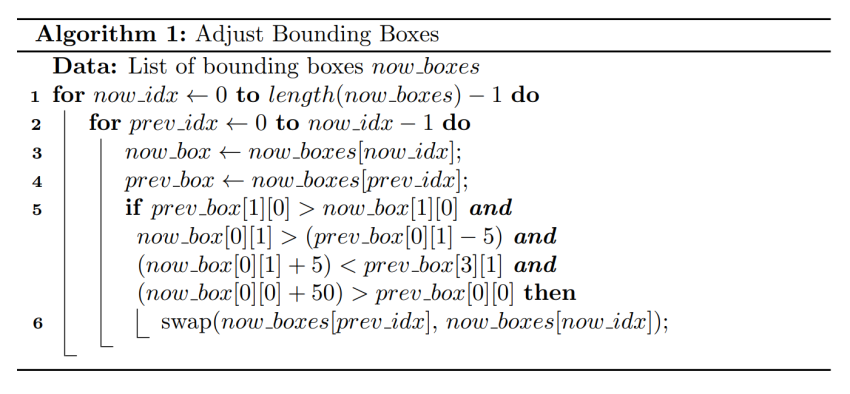 Algorithm 1: Adjust Bounding Boxes
Data: List of bounding boxes now_boxes
1 for now_idx ← 0 to length(now_boxes) − 1 do
2 for prev_idx ← 0 to now_idx − 1 do
3 now_box ← now_boxes[now_idx];
4 prev_box ← now_boxes[prev_idx];
5 if prev_box[1][0] > now_box[1][0] and
now_box[0][1] > (prev_box[0][1] − 5) and
(now_box[0][1] + 5) < prev_box[3][1] and
(now_box[0][0] + 50) > prev_box[0][0] then
6 swap(now_boxes[prev_idx], now_boxes[now_idx]);